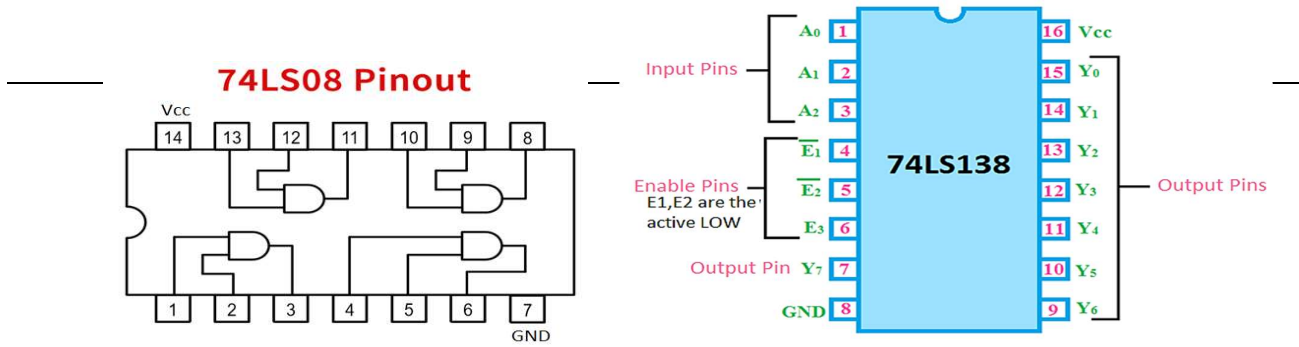 74LS08 Pinout
Vcc
14 13 12 11 10 9 8
1 2 3 4 5 6 7
GND
Input Pins
A0 1
A1 2
A2 3
Enable Pins
E1,E2 are the
active LOW
E̅1̅ 4
E̅2̅ 5
E3 6
Output Pin Y7 7
GND 8
74LS138
16 Vcc
15 Y0
14 Y1
13 Y2
12 Y3
11 Y4
10 Y5
9 Y6
Output Pins